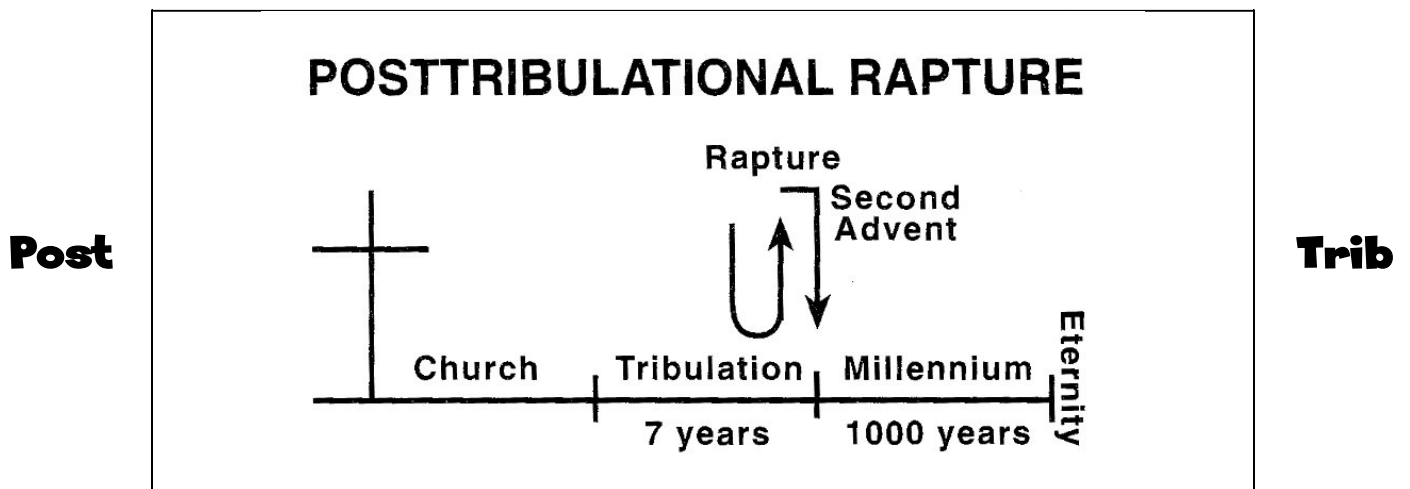 POSTTRIBULATIONAL RAPTURE
Rapture
Second
Advent
Post
Trib
Church
Tribulation
Millennium
Eternity
7 years
1000 years